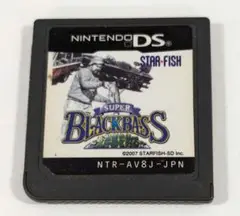 NINTENDO DS
STAR-FISH
SUPER
BLACKBASS
©2007 STARFISH-SD Inc.
NTR-AV8J-JPN